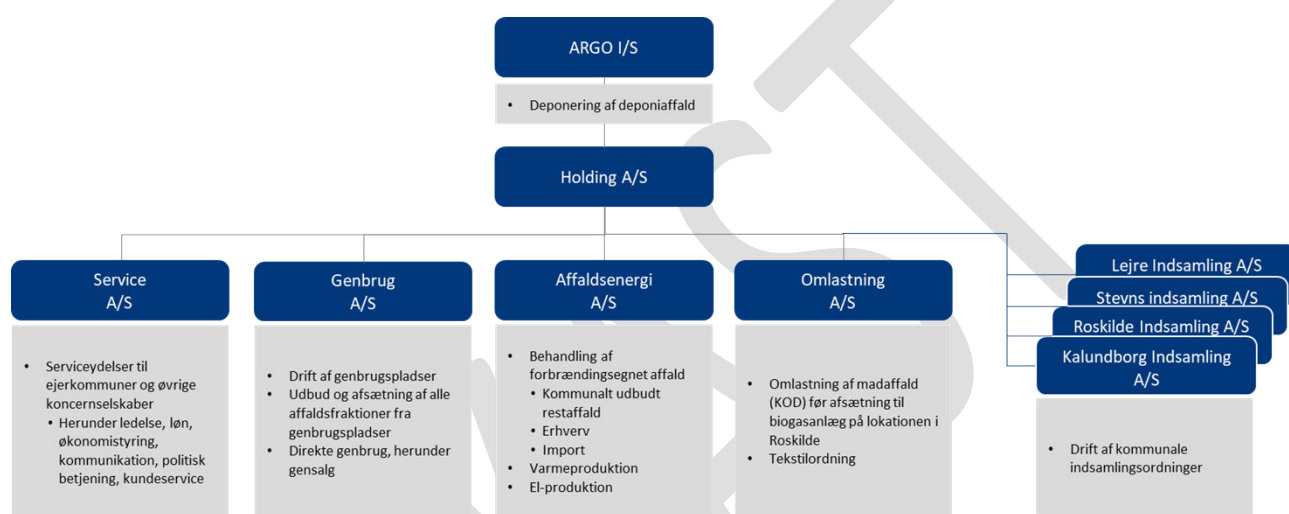 ARGO I/S
• Deponering af deponiaffald
Holding A/S
Service
A/S
• Serviceydelser til
ejerkommuner og øvrige
koncernselskaber
• Herunder ledelse, løn,
økonomistyring,
kommunikation, politisk
betjening, kundeservice
Genbrug
A/S
• Drift af genbrugspladser
• Udbud og afsætning af alle
affaldsfraktioner fra
genbrugspladser
• Direkte genbrug, herunder
gensalg
Affaldsenergi
A/S
• Behandling af
forbrændingsegnet affald
• Kommunalt udbudt
restaffald
• Erhverv
• Import
• Varmeproduktion
• El-produktion
Omlastning
A/S
• Omlastning af madaffald
(KOD) før afsætning til
biogasanlæg på lokationen i
Roskilde
• Tekstilordning
Lejre Indsamling A/S
Stevns indsamling A/S
Roskilde Indsamling A/S
Kalundborg Indsamling
A/S
• Drift af kommunale
indsamlingsordninger